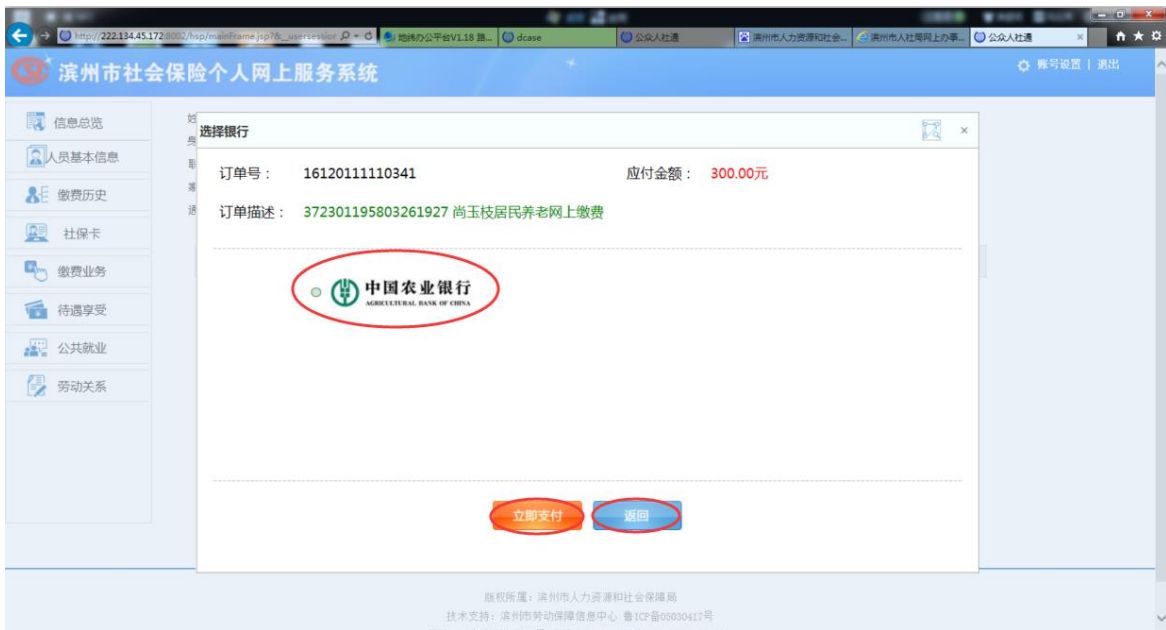 http://222.134.45.172:8002/hsp/mainFrame.jsp?&_usersession
地纬办公平台V1.18 踏...
dcase
公众人社通
滨州市人力资源和社会...
滨州市人社局网上办事...
公众人社通
滨州市社会保险个人网上服务系统
账号设置 | 退出
信息总览
人员基本信息
缴费历史
社保卡
缴费业务
待遇享受
公共就业
劳动关系
选择银行
订单号： 16120111110341 应付金额： 300.00元
订单描述： 372301195803261927 尚玉枝居民养老网上缴费
中国农业银行
AGRICULTURAL BANK OF CHINA
立即支付 返回
版权所属：滨州市人力资源和社会保障局
技术支持：滨州市劳动保障信息中心 鲁ICP备05030417号